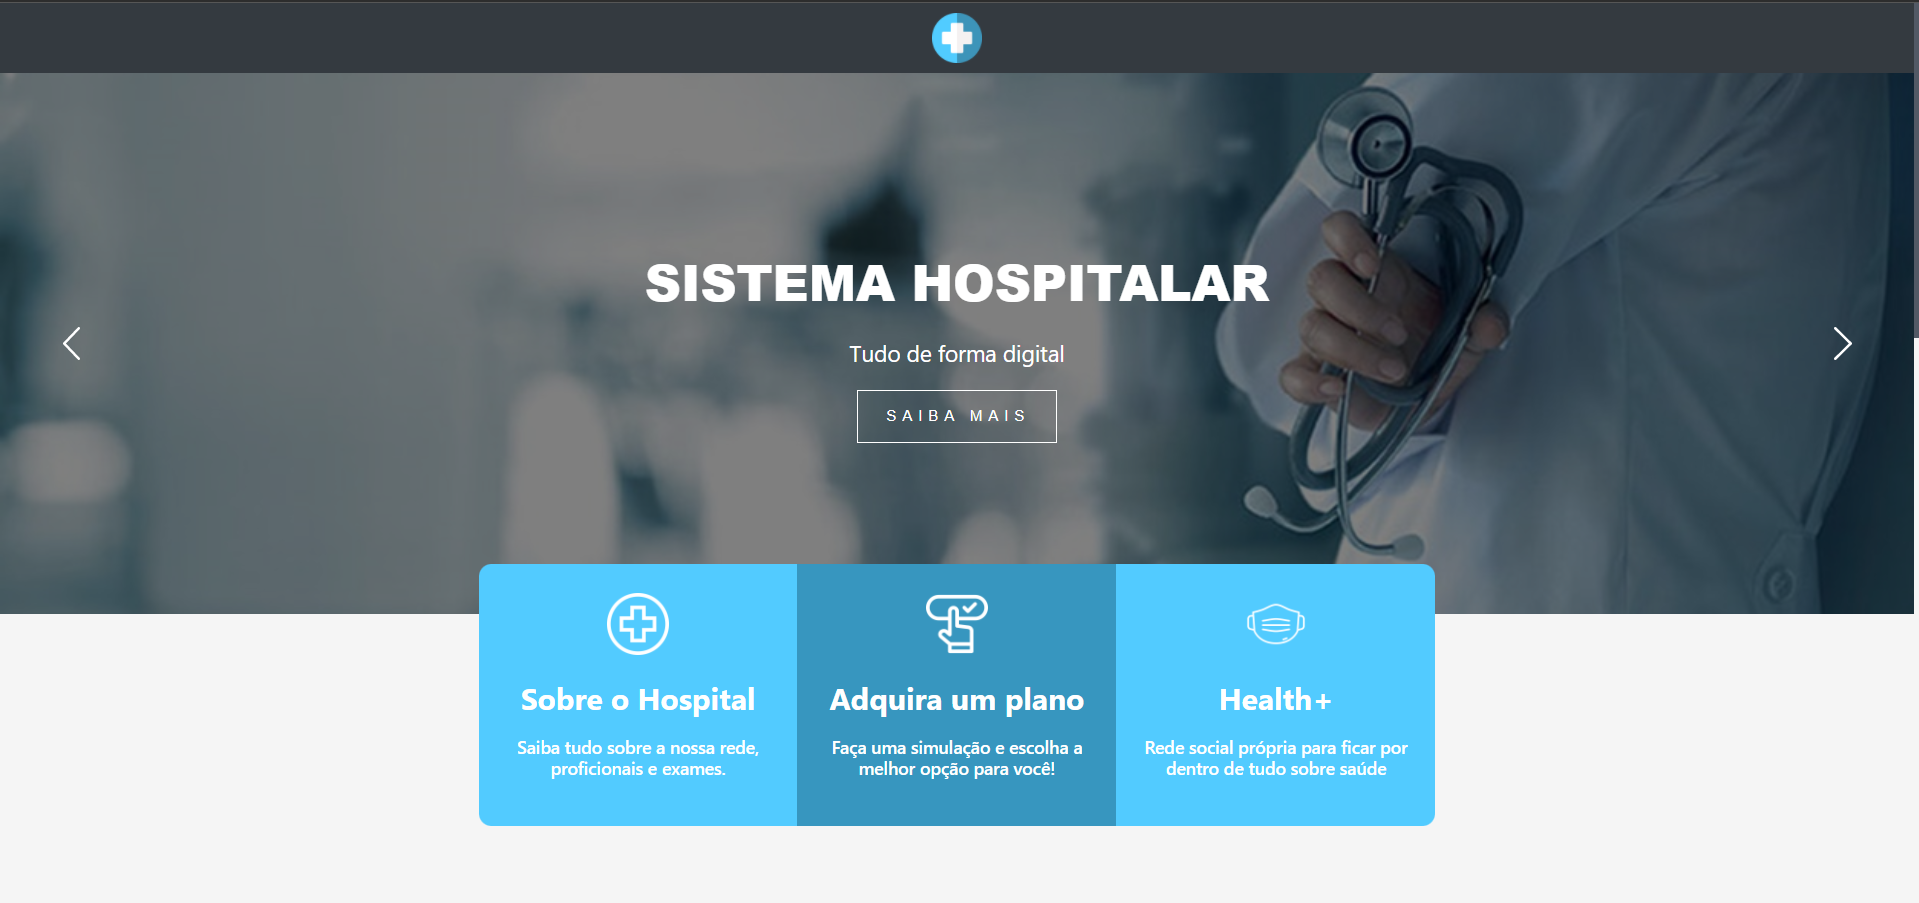 SISTEMA HOSPITALAR
Tudo de forma digital
SAIBA MAIS
Sobre o Hospital
Saiba tudo sobre a nossa rede,
proficionais e exames.
Adquira um plano
Faça uma simulação e escolha a
melhor opção para você!
Health+
Rede social própria para ficar por
dentro de tudo sobre saúde